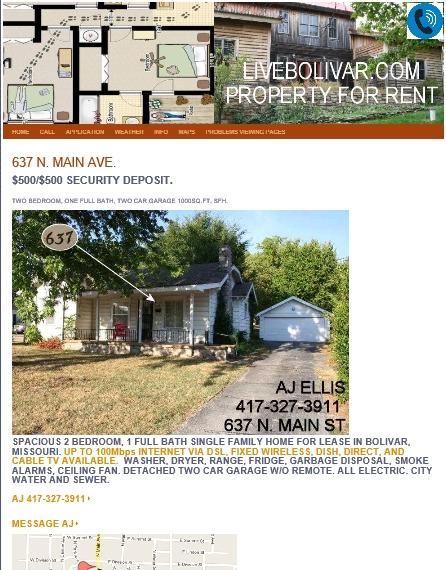 LIVEBOLIVAR.COM
PROPERTY FOR RENT
HOME CALL APPLICATION WEATHER INFO MAPS PROBLEMS VIEWING PAGES
637 N. MAIN AVE.
$500/$500 SECURITY DEPOSIT.
TWO BEDROOM, ONE FULL BATH, TWO CAR GARAGE 1000SQ.FT. SFH.
637
AJ ELLIS
417-327-3911
637 N. MAIN ST
SPACIOUS 2 BEDROOM, 1 FULL BATH SINGLE FAMILY HOME FOR LEASE IN BOLIVAR,
MISSOURI. UP TO 100Mbps INTERNET VIA DSL, FIXED WIRELESS, DISH, DIRECT, AND
CABLE TV AVAILABLE. WASHER, DRYER, RANGE, FRIDGE, GARBAGE DISPOSAL, SMOKE
ALARMS, CEILING FAN. DETACHED TWO CAR GARAGE W/O REMOTE. ALL ELECTRIC. CITY
WATER AND SEWER.
AJ 417-327-3911
MESSAGE AJ